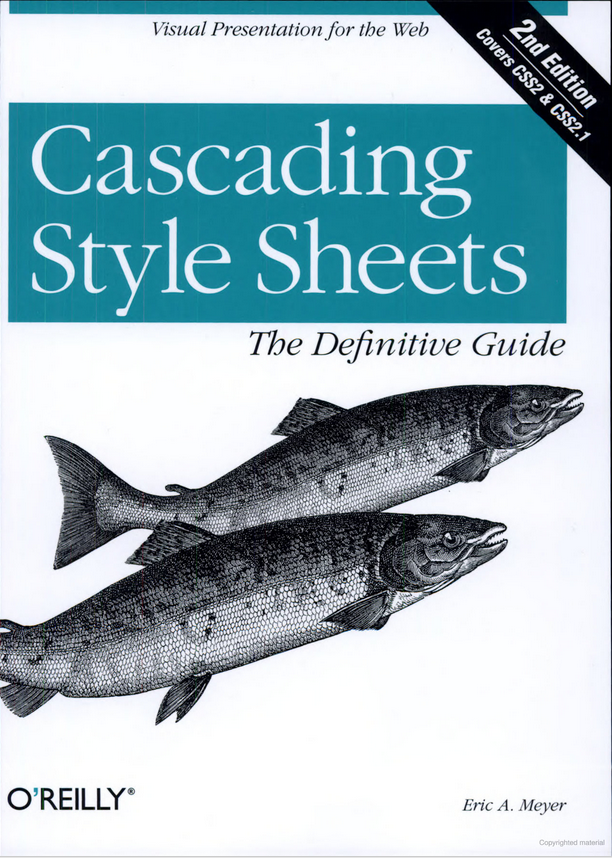 Visual Presentation for the Web
2nd Edition
Covers CSS2 & CSS2.1
Cascading
Style Sheets
The Definitive Guide
O'REILLY®
Eric A. Meyer
Copyrighted material